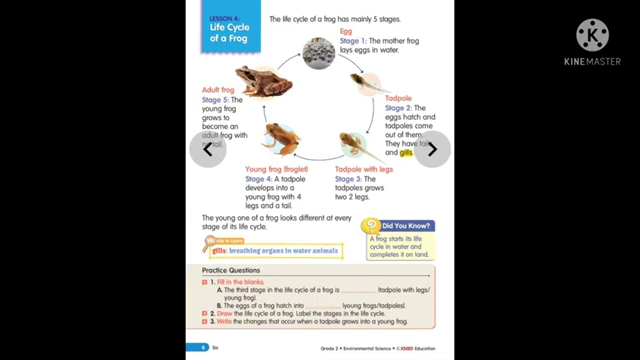 LESSON 4:
Life Cycle
of a Frog
The life cycle of a frog has mainly 5 stages.
Egg
Stage 1: The mother frog
lays eggs in water.
Tadpole
Stage 2: The
eggs hatch and
tadpoles come
out of them.
They have
and gills.
Tadpole with legs
Stage 3: The
tadpoles grows
two 2 legs.
Young frog (froglet)
Stage 4: A tadpole
develops into a
young frog with 4
legs and a tail.
Adult frog
Stage 5: The
young frog
grows to
become an
adult frog with
tail.
The young one of a frog looks different at every
stage of its life cycle.
Did You Know?
A frog starts its life
cycle in water and
completes it on land.
Words to Learn
gills: breathing organs in water animals
Practice Questions
1. Fill in the blanks.
A. The third stage in the life cycle of a frog is ____________ (tadpole with legs/
young frog).
B. The eggs of a frog hatch into ____________ (young frogs/tadpoles).
2. Draw the life cycle of a frog. Label the stages in the life cycle.
3. Write the changes that occur when a tadpole grows into a young frog.
6 Six Grade 2 • Environmental Science • © XSEED Education
KINEMASTER